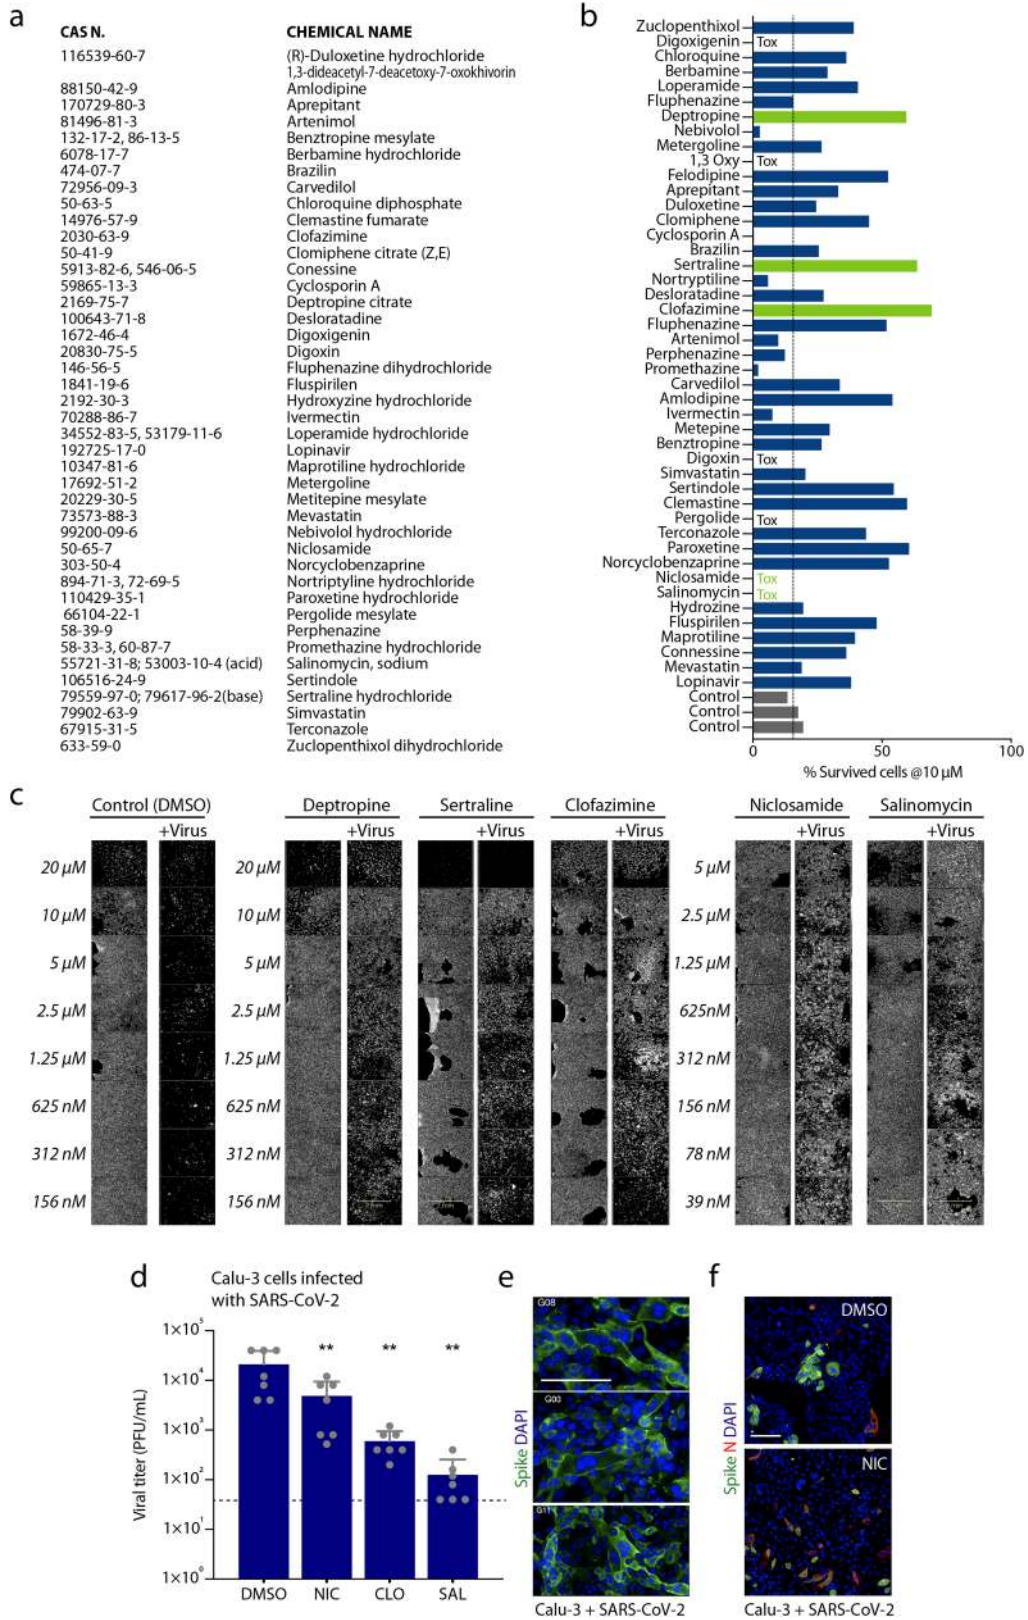 a
CAS N. CHEMICAL NAME
116539-60-7 (R)-Duloxetine hydrochloride
1,3-dideacetyl-7-deacetoxy-7-oxokhivorin
88150-42-9 Amlodipine
170729-80-3 Aprepitant
81496-81-3 Artenimol
132-17-2, 86-13-5 Benztropine mesylate
6078-17-7 Berbamine hydrochloride
474-07-7 Brazilin
72956-09-3 Carvedilol
50-63-5 Chloroquine diphosphate
14976-57-9 Clemastine fumarate
2030-63-9 Clofazimine
50-41-9 Clomiphene citrate (Z,E)
5913-82-6, 546-06-5 Conessine
59865-13-3 Cyclosporin A
2169-75-7 Deptropine citrate
100643-71-8 Desloratadine
1672-46-4 Digoxigenin
20830-75-5 Digoxin
146-56-5 Fluphenazine dihydrochloride
1841-19-6 Fluspirilen
2192-30-3 Hydroxyzine hydrochloride
70288-86-7 Ivermectin
34552-83-5, 53179-11-6 Loperamide hydrochloride
192725-17-0 Lopinavir
10347-81-6 Maprotiline hydrochloride
17692-51-2 Metergoline
20229-30-5 Metitepine mesylate
73573-88-3 Mevastatin
99200-09-6 Nebivolol hydrochloride
50-65-7 Niclosamide
303-50-4 Norcyclobenzaprine
894-71-3, 72-69-5 Nortriptyline hydrochloride
110429-35-1 Paroxetine hydrochloride
66104-22-1 Pergolide mesylate
58-39-9 Perphenazine
58-33-3, 60-87-7 Promethazine hydrochloride
55721-31-8; 53003-10-4 (acid) Salinomycin, sodium
106516-24-9 Sertindole
79559-97-0; 79617-96-2(base) Sertraline hydrochloride
79902-63-9 Simvastatin
67915-31-5 Terconazole
633-59-0 Zuclopenthixol dihydrochloride
b
Zuclopenthixol
Digoxigenin Tox
Chloroquine
Berbamine
Loperamide
Fluphenazine
Deptropine
Nebivolol
Metergoline
1,3 Oxy Tox
Felodipine
Aprepitant
Duloxetine
Clomiphene
Cyclosporin A
Brazilin
Sertraline
Nortryptiline
Desloratadine
Clofazimine
Fluphenazine
Artenimol
Perphenazine
Promethazine
Carvedilol
Amlodipine
Ivermectin
Metepine
Benztropine
Digoxin Tox
Simvastatin
Sertindole
Clemastine
Pergolide Tox
Terconazole
Paroxetine
Norcyclobenzaprine
Niclosamide Tox
Salinomycin Tox
Hydrozine
Fluspirilen
Maprotiline
Connessine
Mevastatin
Lopinavir
Control
Control
Control
0 50 100
% Survived cells @10 µM
c
Control (DMSO) Deptropine Sertraline Clofazimine Niclosamide Salinomycin
+Virus +Virus +Virus +Virus +Virus +Virus
20 µM 20 µM 5 µM
10 µM 10 µM 2.5 µM
5 µM 5 µM 1.25 µM
2.5 µM 2.5 µM 625nM
1.25 µM 1.25 µM 312 nM
625 nM 625 nM 156 nM
312 nM 312 nM 78 nM
156 nM 156 nM 39 nM
d
Calu-3 cells infected
with SARS-CoV-2
Viral titer (PFU/mL)
1×10⁵
1×10⁴
1×10³
1×10²
1×10¹
1×10⁰
** ** **
DMSO NIC CLO SAL
e
G08
G03
G11
Spike DAPI
Calu-3 + SARS-CoV-2
f
DMSO
NIC
Spike N DAPI
Calu-3 + SARS-CoV-2